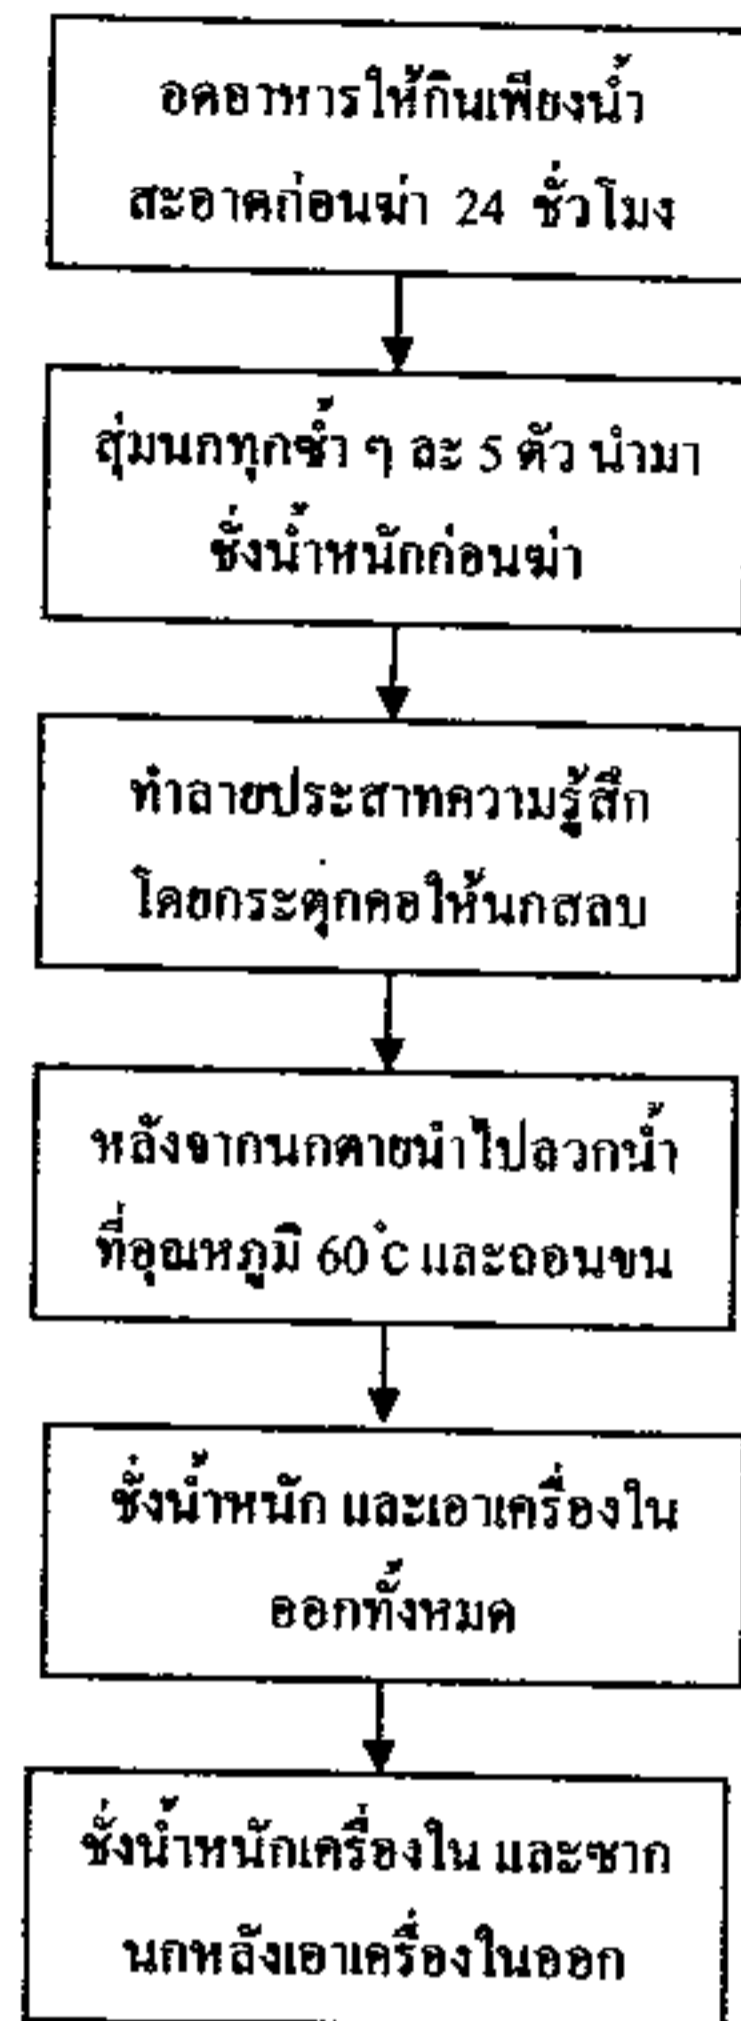 อดอาหารให้กินเพียงน้ำ
สะอาดก่อนฆ่า 24 ชั่วโมง
สุ่มนกทุกซ้ำ ๆ ละ 5 ตัว นำมา
ชั่งน้ำหนักก่อนฆ่า
ทำลายประสาทความรู้สึก
โดยกระตุกคอให้นกสลบ
หลังจากนกตายนำไปลวกน้ำ
ที่อุณหภูมิ 60 ํc และถอนขน
ชั่งน้ำหนัก และเอาเครื่องใน
ออกทั้งหมด
ชั่งน้ำหนักเครื่องใน และซาก
นกหลังเอาเครื่องในออก